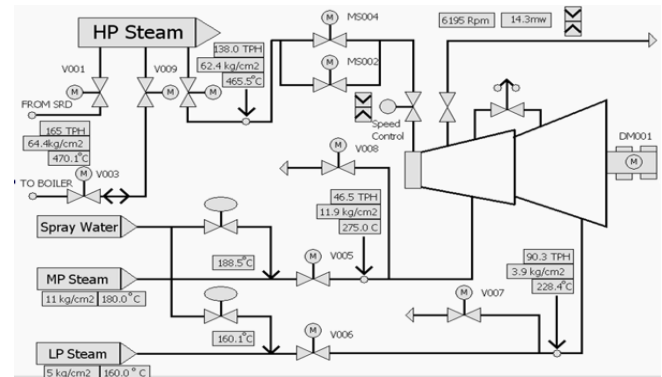 HP Steam
MS004
6195 Rpm
14.3mw
138.0 TPH
62.4 kg/cm2
465.5°C
MS002
V001
V009
M
M
M
M
M
FROM SRD
165 TPH
64.4kg/cm2
470.1°C
V003
M
TO BOILER
Speed
Control
V008
M
DM001
M
Spray Water
46.5 TPH
11.9 kg/cm2
275.0 C
188.5°C
V005
M
MP Steam
11 kg/cm2
180.0°C
90.3 TPH
3.9 kg/cm2
228.4°C
V007
M
160.1°C
V006
M
LP Steam
5 kg/cm2
160.0°C